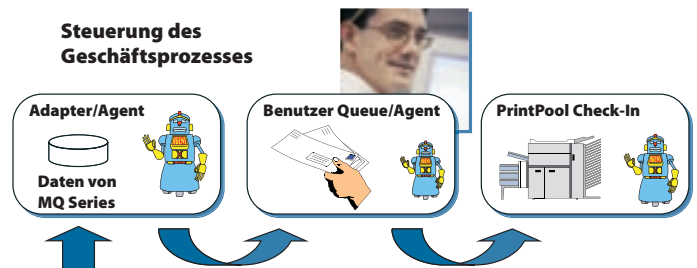 Steuerung des
Geschäftsprozesses
Adapter/Agent
Daten von
MQ Series
Benutzer Queue/Agent
PrintPool Check-In